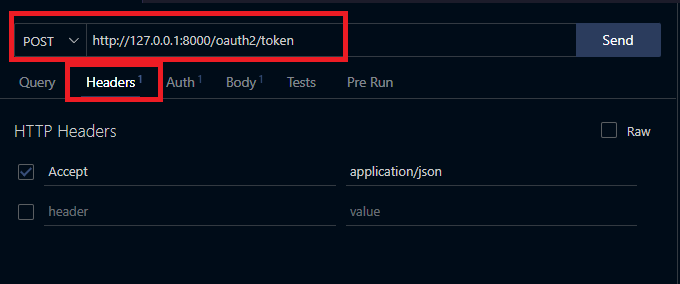 POST http://127.0.0.1:8000/oauth2/token Send
Query Headers 1 Auth 1 Body 1 Tests Pre Run
HTTP Headers Raw
Accept application/json
header value